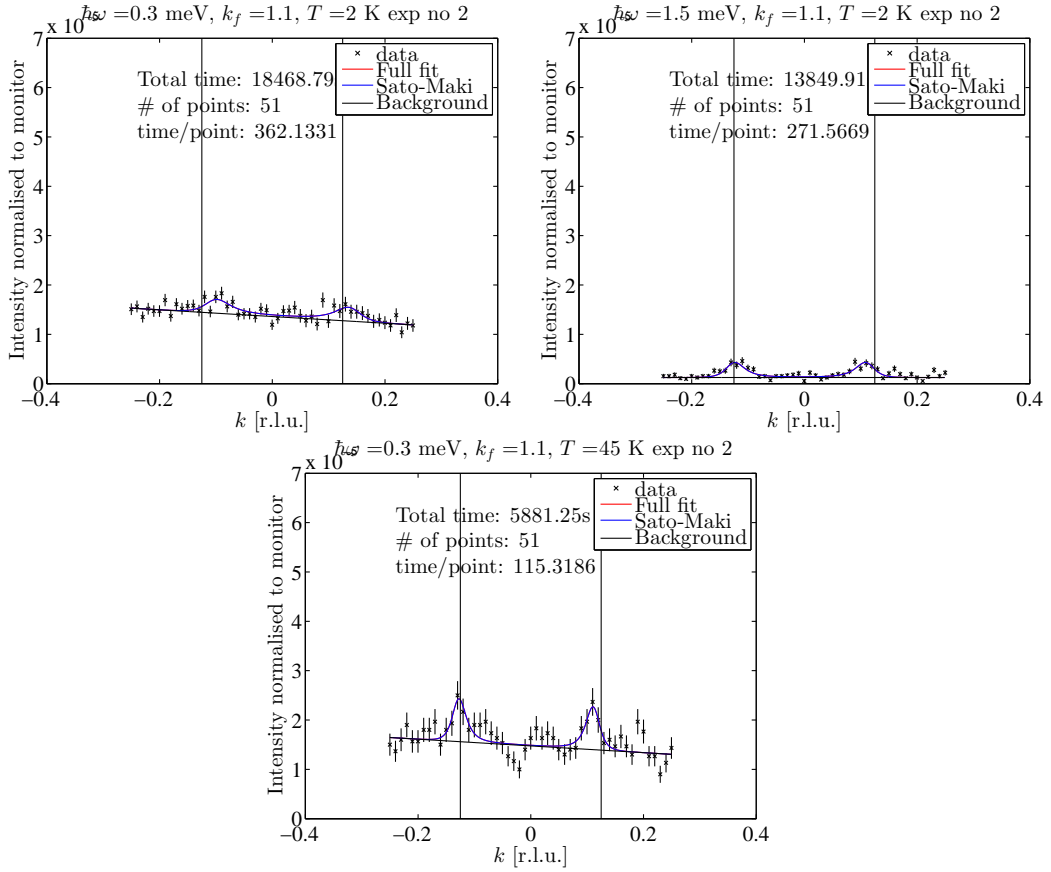 ħω =0.3 meV, k_f =1.1, T =2 K exp no 2
x 10
7
6
5
4
3
2
1
0
−0.4
−0.2
0
0.2
0.4
k [r.l.u.]
Intensity normalised to monitor
Total time: 18468.79
# of points: 51
time/point: 362.1331
data
Full fit
Sato-Maki
Background
ħω =1.5 meV, k_f =1.1, T =2 K exp no 2
x 10
7
6
5
4
3
2
1
0
−0.4
−0.2
0
0.2
0.4
k [r.l.u.]
Intensity normalised to monitor
Total time: 13849.91
# of points: 51
time/point: 271.5669
data
Full fit
Sato-Maki
Background
ħω =0.3 meV, k_f =1.1, T =45 K exp no 2
x 10
7
6
5
4
3
2
1
0
−0.4
−0.2
0
0.2
0.4
k [r.l.u.]
Intensity normalised to monitor
Total time: 5881.25s
# of points: 51
time/point: 115.3186
data
Full fit
Sato-Maki
Background